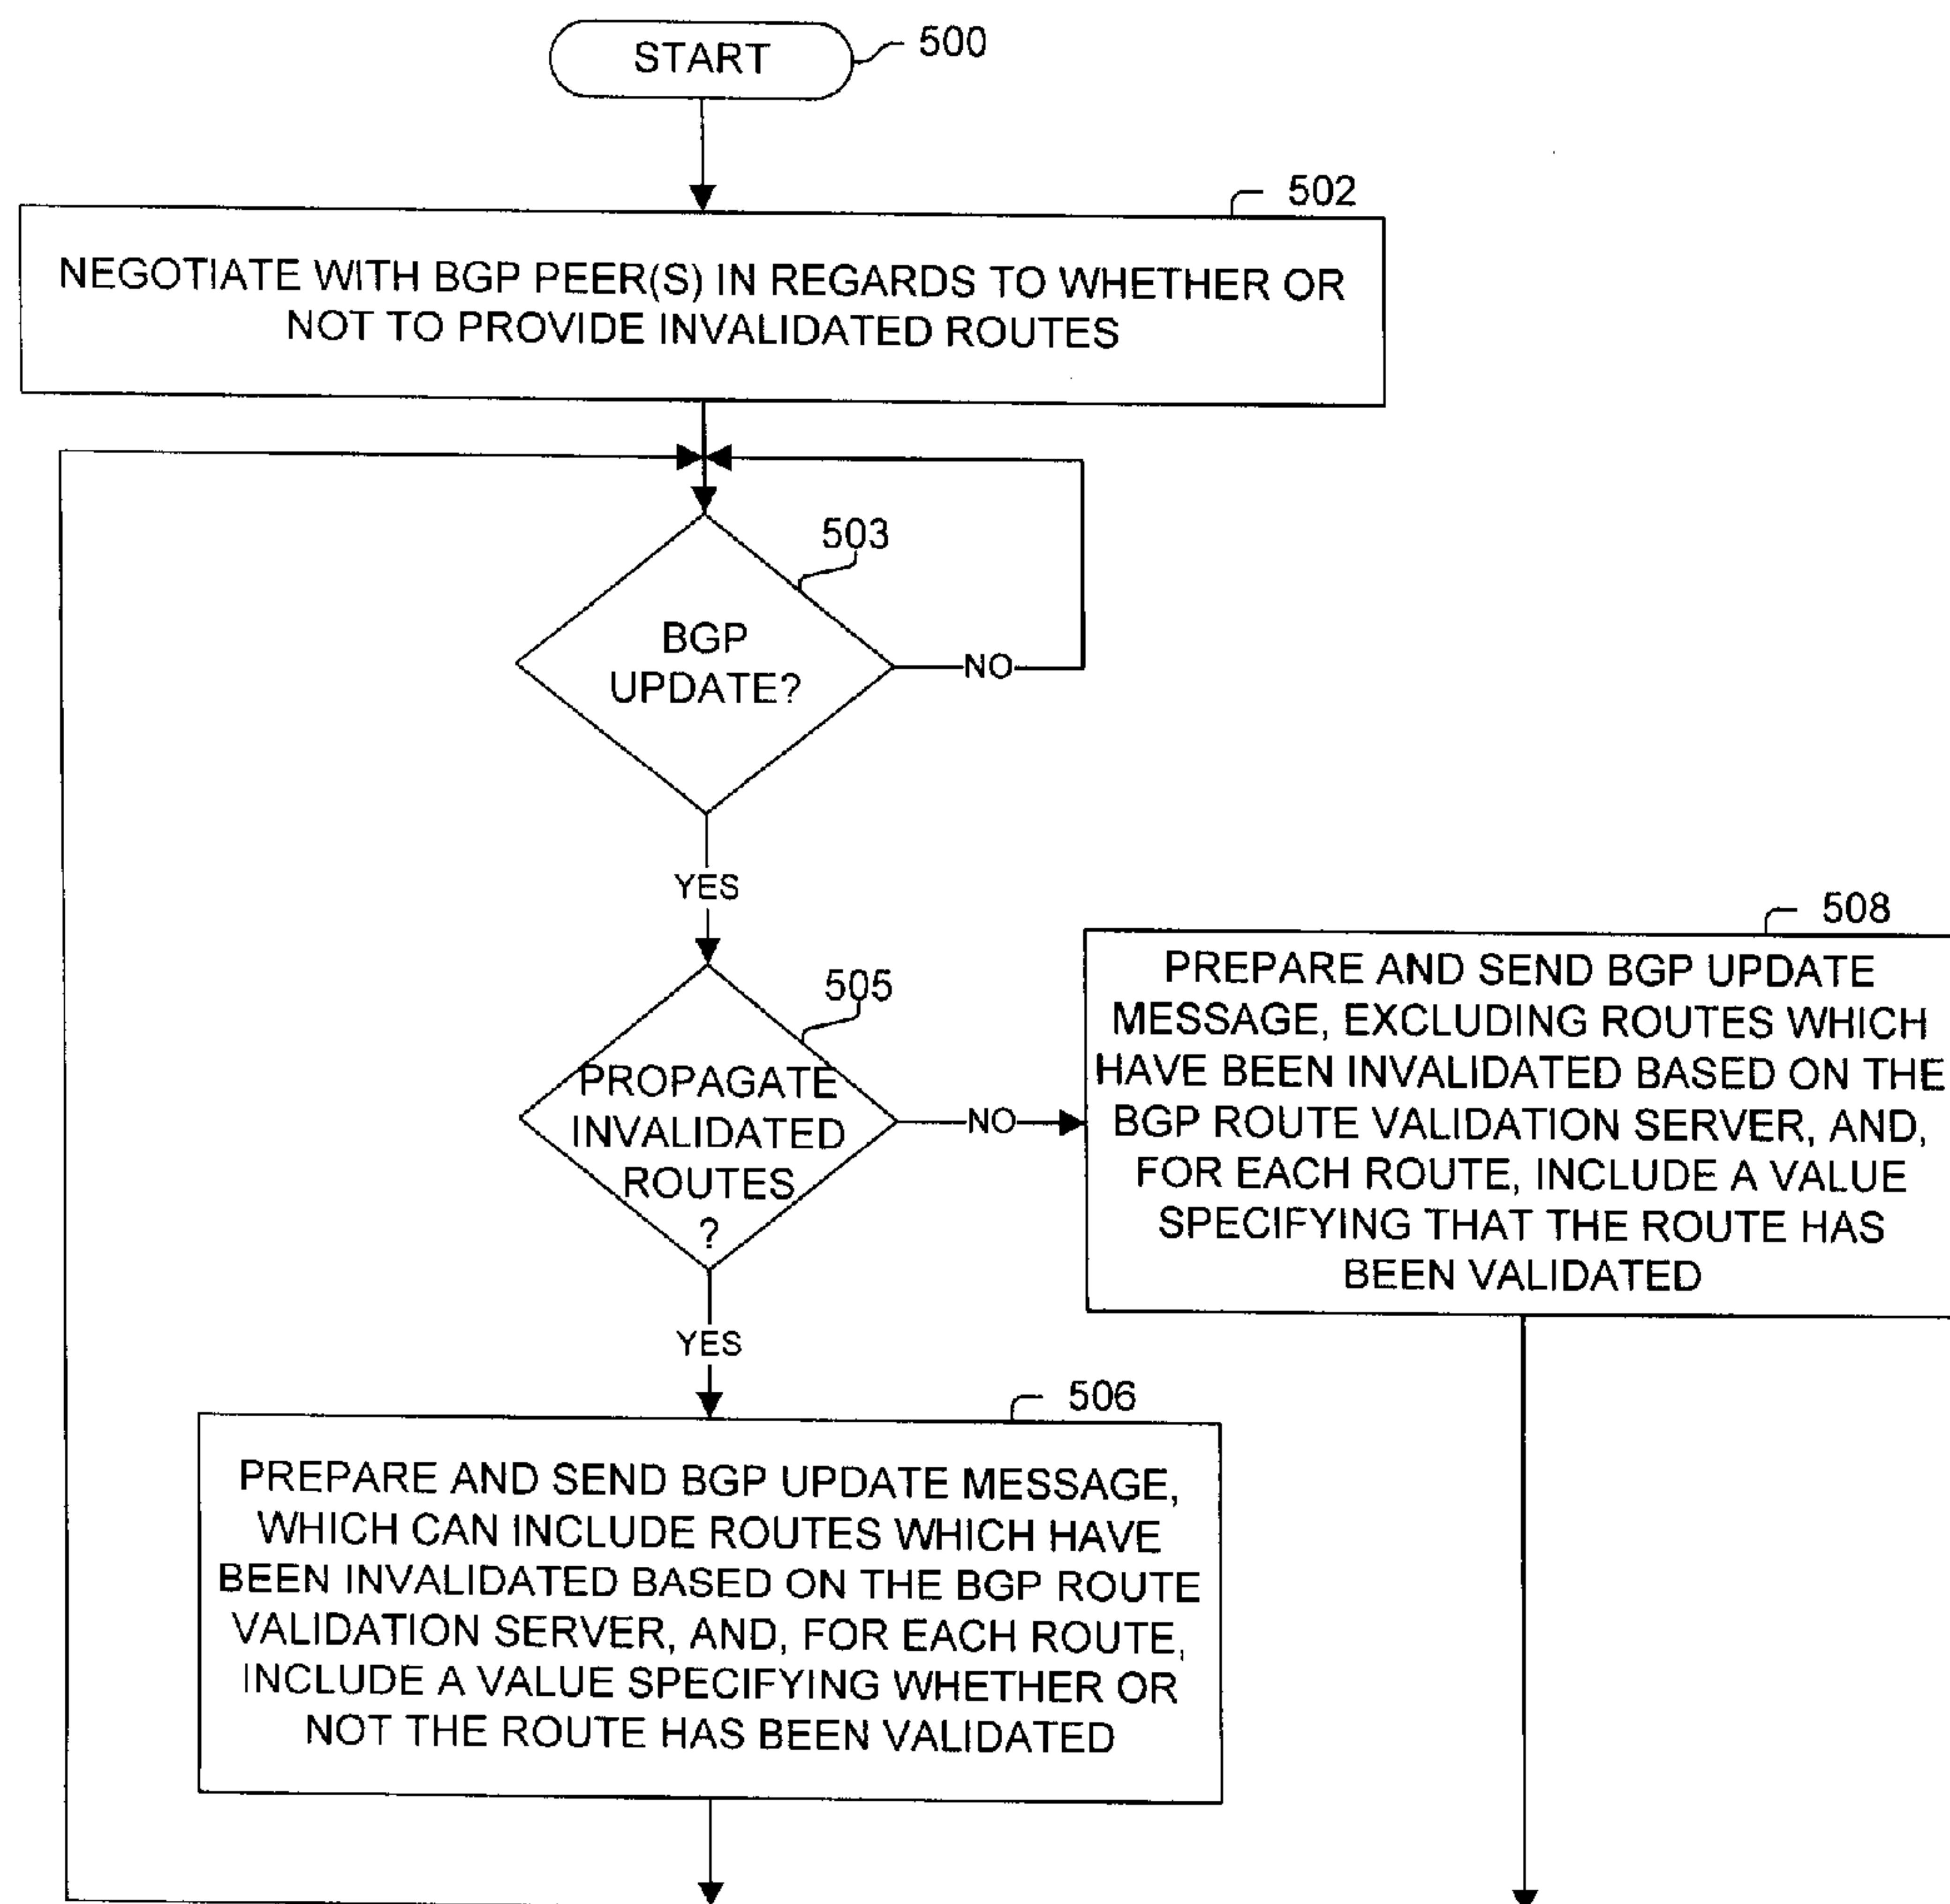 START
500
502
NEGOTIATE WITH BGP PEER(S) IN REGARDS TO WHETHER OR
NOT TO PROVIDE INVALIDATED ROUTES
503
BGP
UPDATE?
NO
YES
505
PROPAGATE
INVALIDATED
ROUTES
?
NO
508
PREPARE AND SEND BGP UPDATE
MESSAGE, EXCLUDING ROUTES WHICH
HAVE BEEN INVALIDATED BASED ON THE
BGP ROUTE VALIDATION SERVER, AND,
FOR EACH ROUTE, INCLUDE A VALUE
SPECIFYING THAT THE ROUTE HAS
BEEN VALIDATED
YES
506
PREPARE AND SEND BGP UPDATE MESSAGE,
WHICH CAN INCLUDE ROUTES WHICH HAVE
BEEN INVALIDATED BASED ON THE BGP ROUTE
VALIDATION SERVER, AND, FOR EACH ROUTE,
INCLUDE A VALUE SPECIFYING WHETHER OR
NOT THE ROUTE HAS BEEN VALIDATED